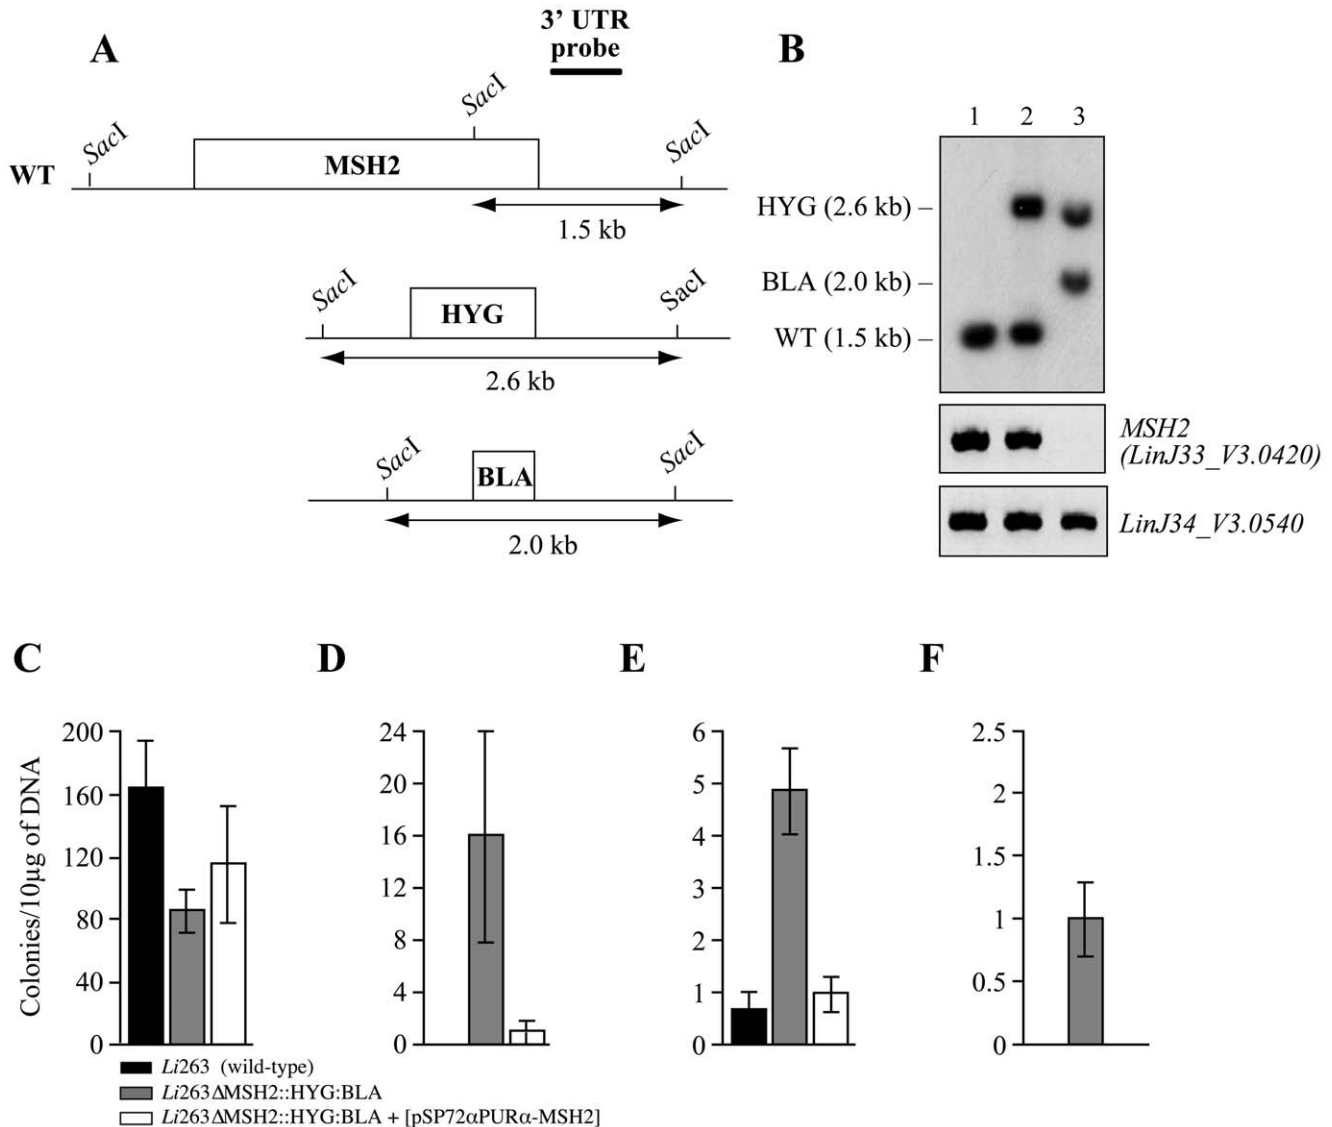 A
3’ UTR
probe
SacI
SacI
SacI
WT
MSH2
1.5 kb
SacI
SacI
HYG
2.6 kb
SacI
SacI
BLA
2.0 kb
B
1 2 3
HYG (2.6 kb) –
BLA (2.0 kb) –
WT (1.5 kb) –
MSH2
(LinJ33_V3.0420)
LinJ34_V3.0540
C
Colonies/10µg of DNA
200
160
120
80
40
0
D
24
20
16
12
8
4
0
E
6
5
4
3
2
1
0
F
2.5
2
1.5
1
0.5
0
Li263 (wild-type)
Li263ΔMSH2::HYG:BLA
Li263ΔMSH2::HYG:BLA + [pSP72αPURα-MSH2]